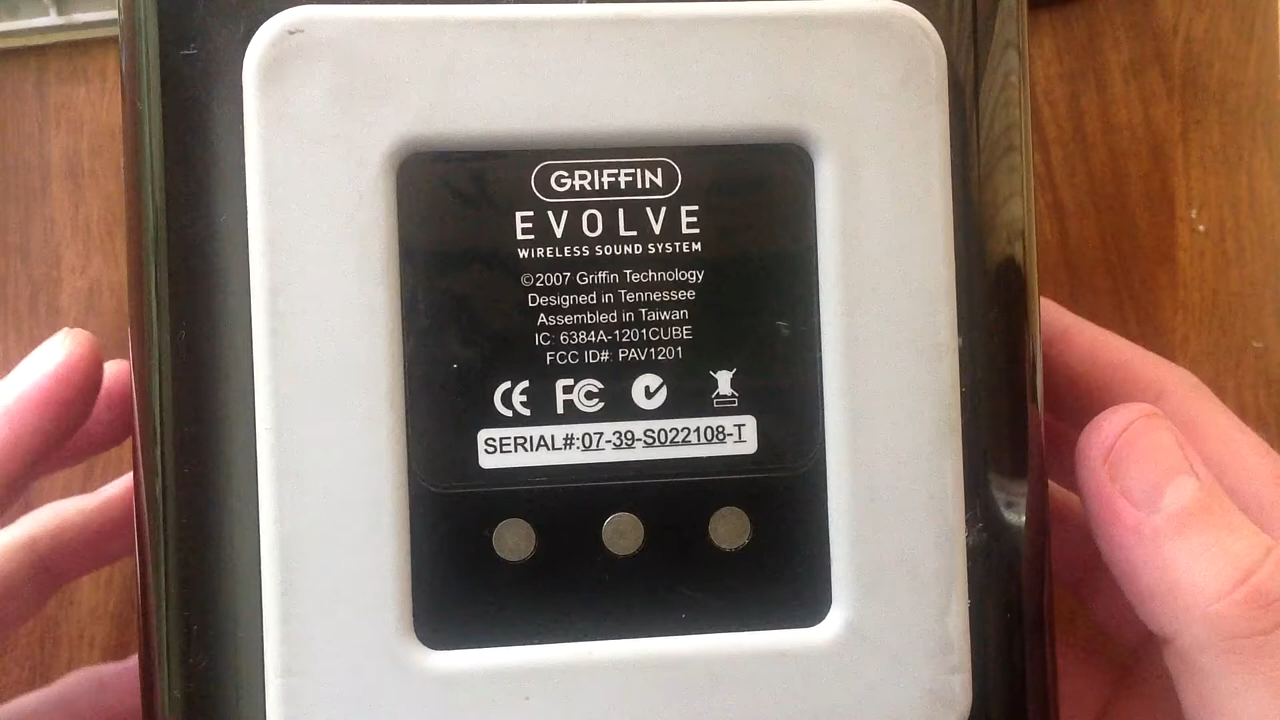 GRIFFIN
EVOLVE
WIRELESS SOUND SYSTEM
©2007 Griffin Technology
Designed in Tennessee
Assembled in Taiwan
IC: 6384A-1201CUBE
FCC ID#: PAV1201
CE FC
SERIAL#:07-39-S022108-T